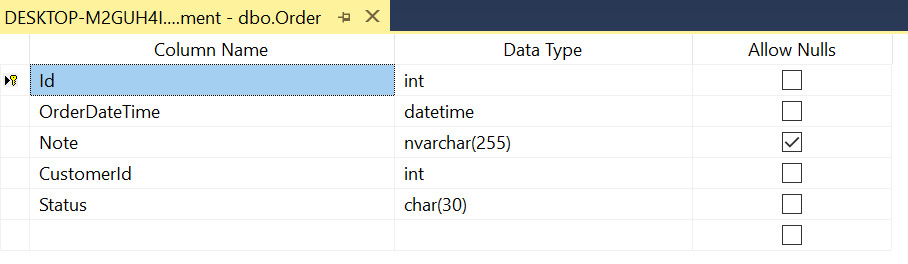 DESKTOP-M2GUH4I....ment - dbo.Order
Column Name Data Type Allow Nulls
Id int
OrderDateTime datetime
Note nvarchar(255)
CustomerId int
Status char(30)